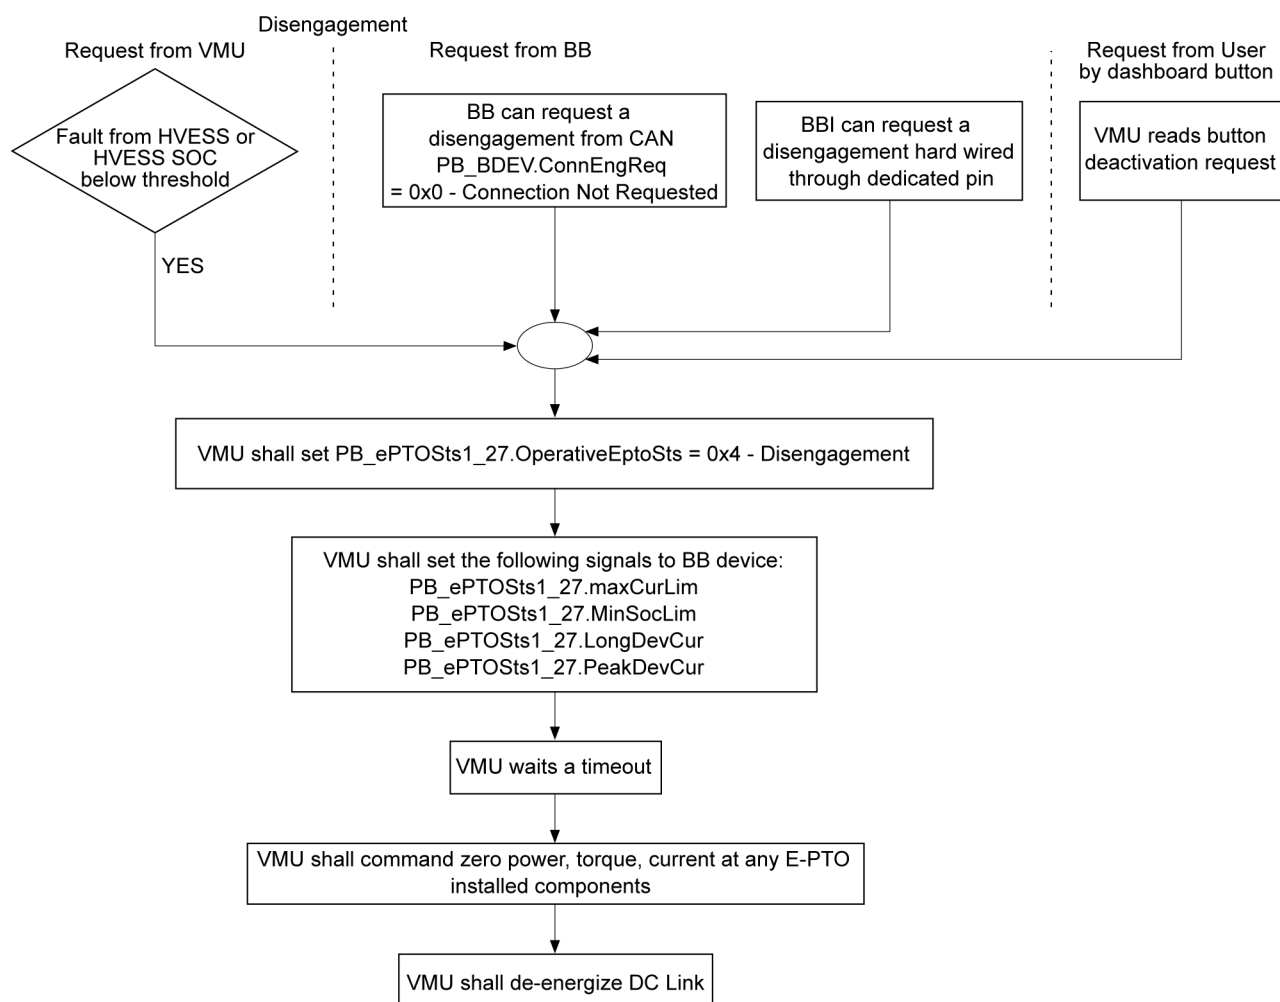 Disengagement
Request from VMU
Request from BB
Request from User
by dashboard button
Fault from HVESS or
HVESS SOC
below threshold
YES
BB can request a
disengagement from CAN
PB_BDEV.ConnEngReq
= 0x0 - Connection Not Requested
BBI can request a
disengagement hard wired
through dedicated pin
VMU reads button
deactivation request
VMU shall set PB_ePTOSts1_27.OperativeEptoSts = 0x4 - Disengagement
VMU shall set the following signals to BB device:
PB_ePTOSts1_27.maxCurLim
PB_ePTOSts1_27.MinSocLim
PB_ePTOSts1_27.LongDevCur
PB_ePTOSts1_27.PeakDevCur
VMU waits a timeout
VMU shall command zero power, torque, current at any E-PTO
installed components
VMU shall de-energize DC Link